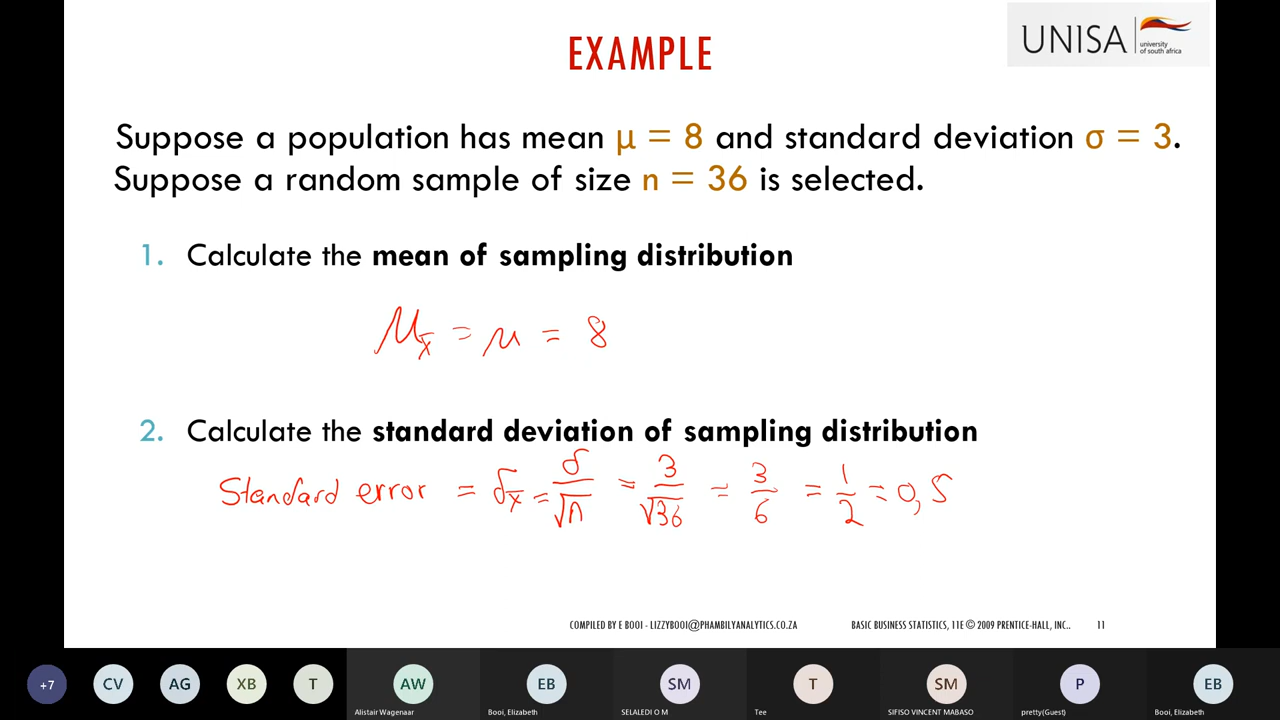 EXAMPLE
UNISA
university
of south africa
Suppose a population has mean μ = 8 and standard deviation σ = 3.
Suppose a random sample of size n = 36 is selected.
1. Calculate the mean of sampling distribution
μx̄ = μ = 8
2. Calculate the standard deviation of sampling distribution
Standard error = σx̄ = σ/√n = 3/√36 = 3/6 = 1/2 = 0,5
COMPILED BY E BOOI - LIZZYBOOI@PHAMBILYANALYTICS.CO.ZA BASIC BUSINESS STATISTICS, 11E © 2009 PRENTICE-HALL, INC.. 11
+7 CV AG XB T AW EB SM T SM P EB
Alistair Wagenaar Booi, Elizabeth SELALEDI O M Tee SIFISO VINCENT MABASO pretty(Guest) Booi, Elizabeth